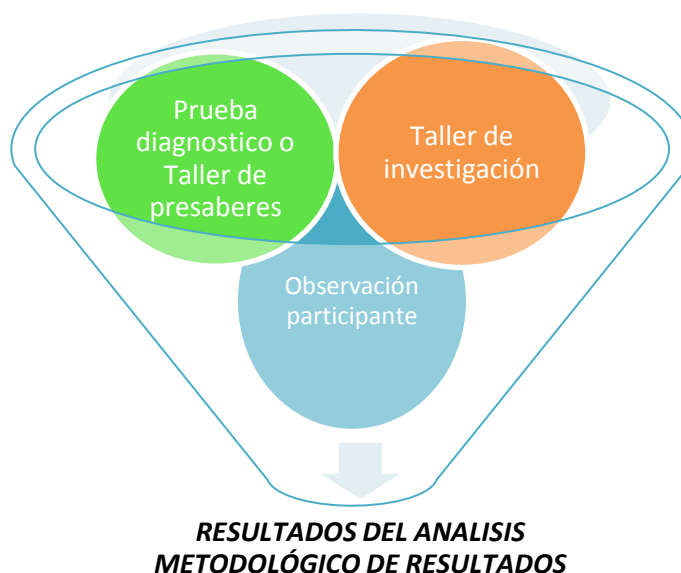 Prueba
diagnostico o
Taller de
presaberes
Taller de
investigación
Observación
participante
RESULTADOS DEL ANALISIS
METODOLÓGICO DE RESULTADOS